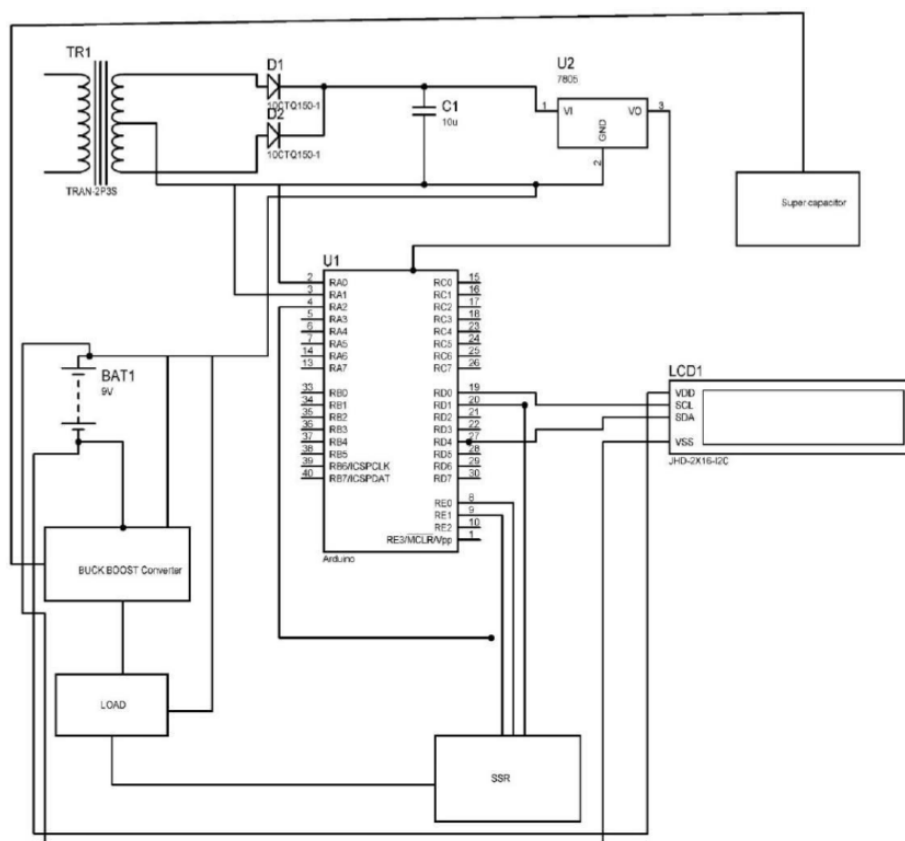 TR1
TRAN-2P3S
D1
10CTQ150-1
D2
10CTQ150-1
C1
10u
U2
7805
1
VI
VO
3
GND
2
Super capacitor
U1
2 RA0 RC0 15
3 RA1 RC1 16
4 RA2 RC2 17
5 RA3 RC3 18
6 RA4 RC4 23
7 RA5 RC5 24
14 RA6 RC6 25
13 RA7 RC7 26
33 RB0 RD0 19
34 RB1 RD1 20
35 RB2 RD2 21
36 RB3 RD3 22
37 RB4 RD4 27
38 RB5 RD5 28
39 RB6/ICSPCLK RD6 29
40 RB7/ICSPDAT RD7 30
RE0 8
RE1 9
RE2 10
RE3/MCLR/Vpp 1
Arduino
BAT1
9V
LCD1
VDD
SCL
SDA
VSS
JHD-2X16-I2C
BUCK BOOST Converter
LOAD
SSR